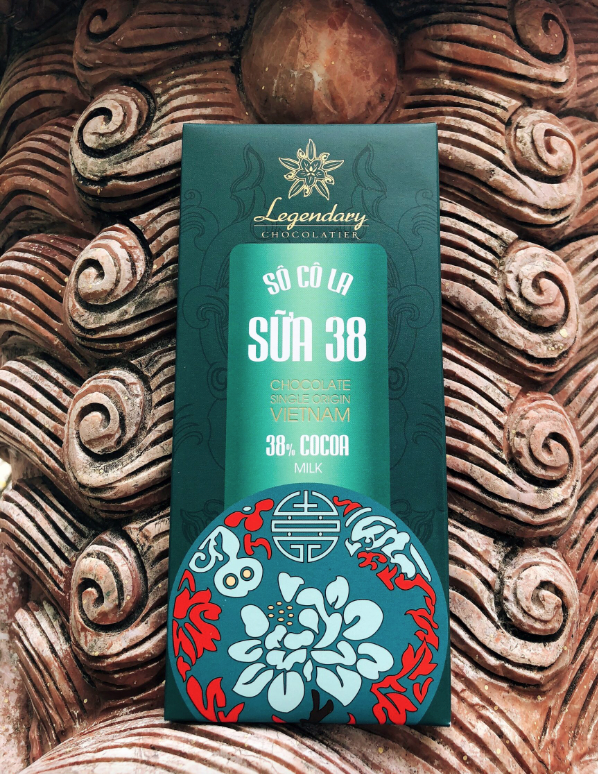 Legendary
CHOCOLATIER
SÔ CÔ LA
SỮA 38
CHOCOLATE
SINGLE ORIGIN
VIETNAM
38% COCOA
MILK